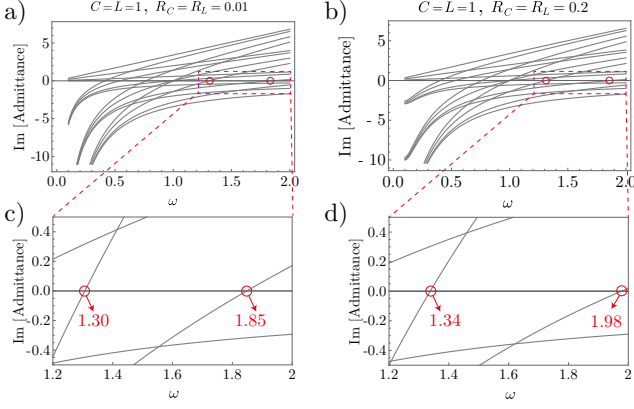 a)
C=L=1, R_C=R_L=0.01
Im [Admittance]
5
0
-5
-10
0.0 0.5 1.0 1.5 2.0
ω
b)
C=L=1, R_C=R_L=0.2
Im [Admittance]
5
0
-5
-10
0.0 0.5 1.0 1.5 2.0
ω
c)
Im [Admittance]
0.4
0.2
0.0
-0.2
-0.4
1.30
1.85
1.2 1.4 1.6 1.8 2
ω
d)
Im [Admittance]
0.4
0.2
0.0
-0.2
-0.4
1.34
1.98
1.2 1.4 1.6 1.8 2
ω